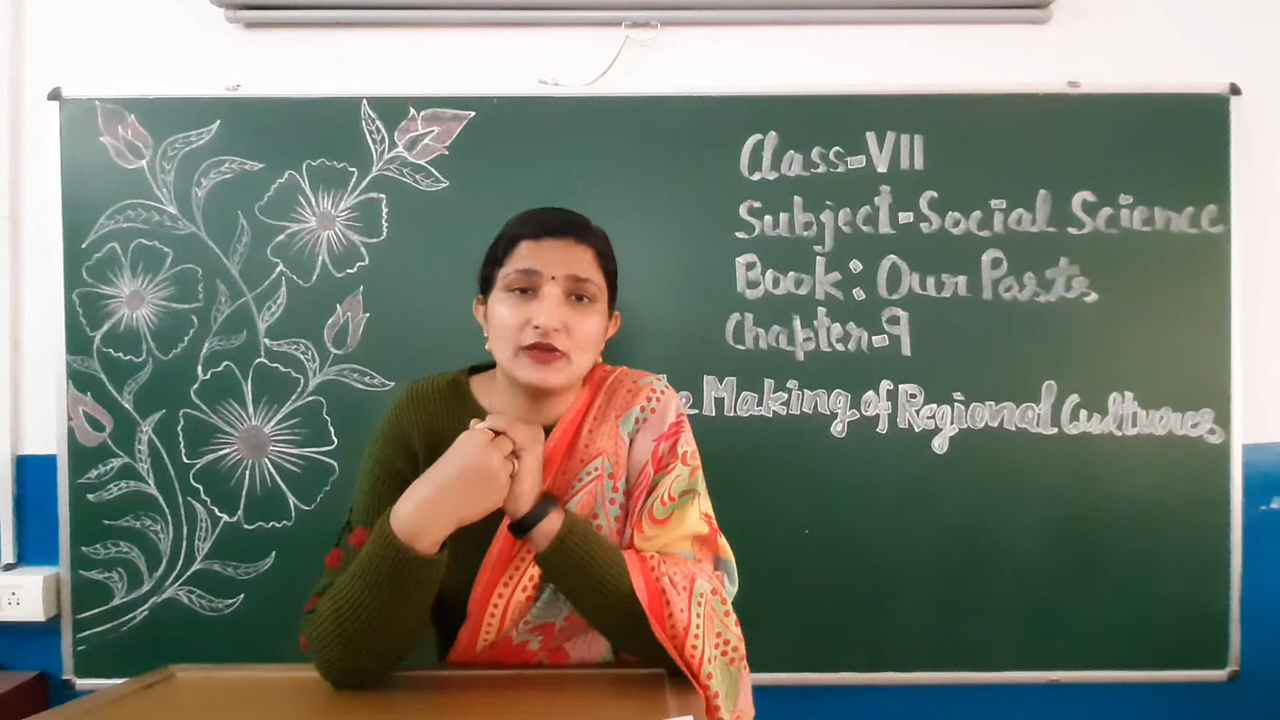 Class-VII
Subject-Social Science
Book: Our Pasts
Chapter-9
Making of Regional Cultures